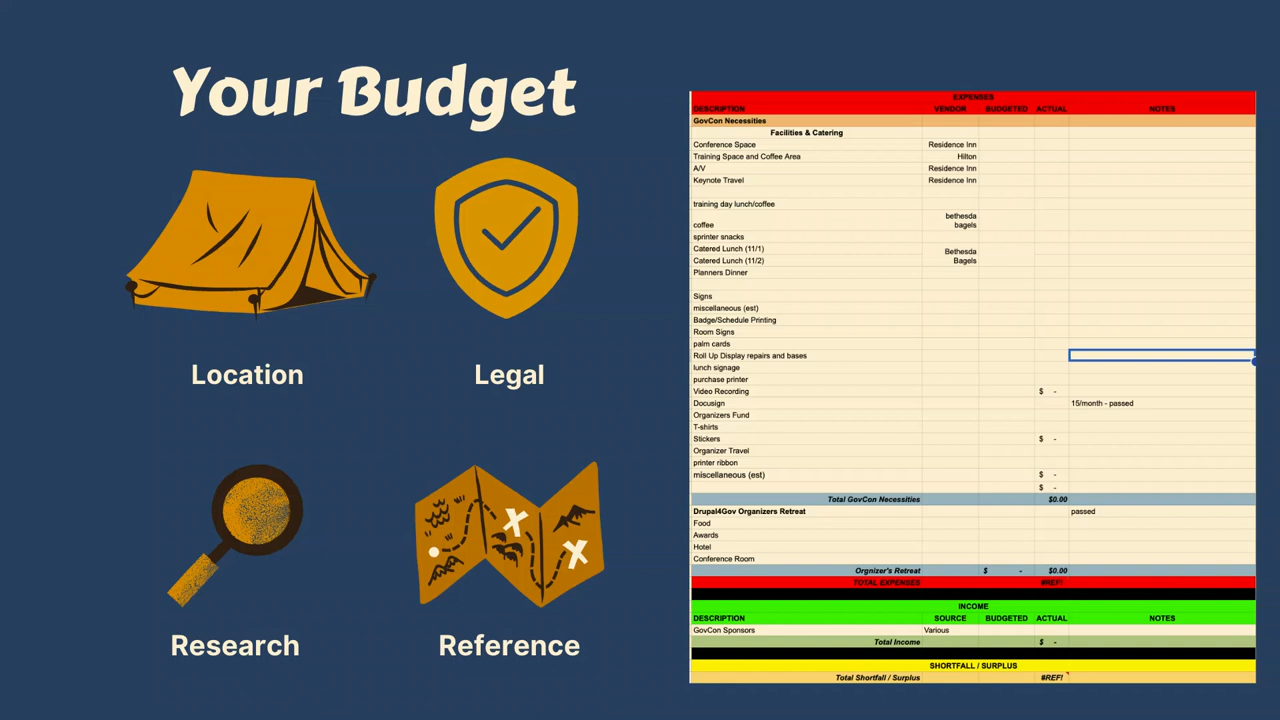 Your Budget
Location
Legal
Research
Reference
EXPENSES
DESCRIPTION VENDOR BUDGETED ACTUAL NOTES
GovCon Necessities
Facilities & Catering
Conference Space Residence Inn
Training Space and Coffee Area Hilton
A/V Residence Inn
Keynote Travel Residence Inn
training day lunch/coffee
coffee bethesda bagels
sprinter snacks
Catered Lunch (11/1)
Catered Lunch (11/2) Bethesda Bagels
Planners Dinner
Signs
miscellaneous (est)
Badge/Schedule Printing
Room Signs
palm cards
Roll Up Display repairs and bases
lunch signage
purchase printer
Video Recording $ -
Docusign 15/month - passed
Organizers Fund
T-shirts
Stickers $ -
Organizer Travel
printer ribbon
miscellaneous (est) $ -
$ -
Total GovCon Necessities $0.00
Drupal4Gov Organizers Retreat passed
Food
Awards
Hotel
Conference Room
Orgnizer's Retreat $ - $0.00
TOTAL EXPENSES #REF!
INCOME
DESCRIPTION SOURCE BUDGETED ACTUAL NOTES
GovCon Sponsors Various
Total Income $ -
SHORTFALL / SURPLUS
Total Shortfall / Surplus #REF!